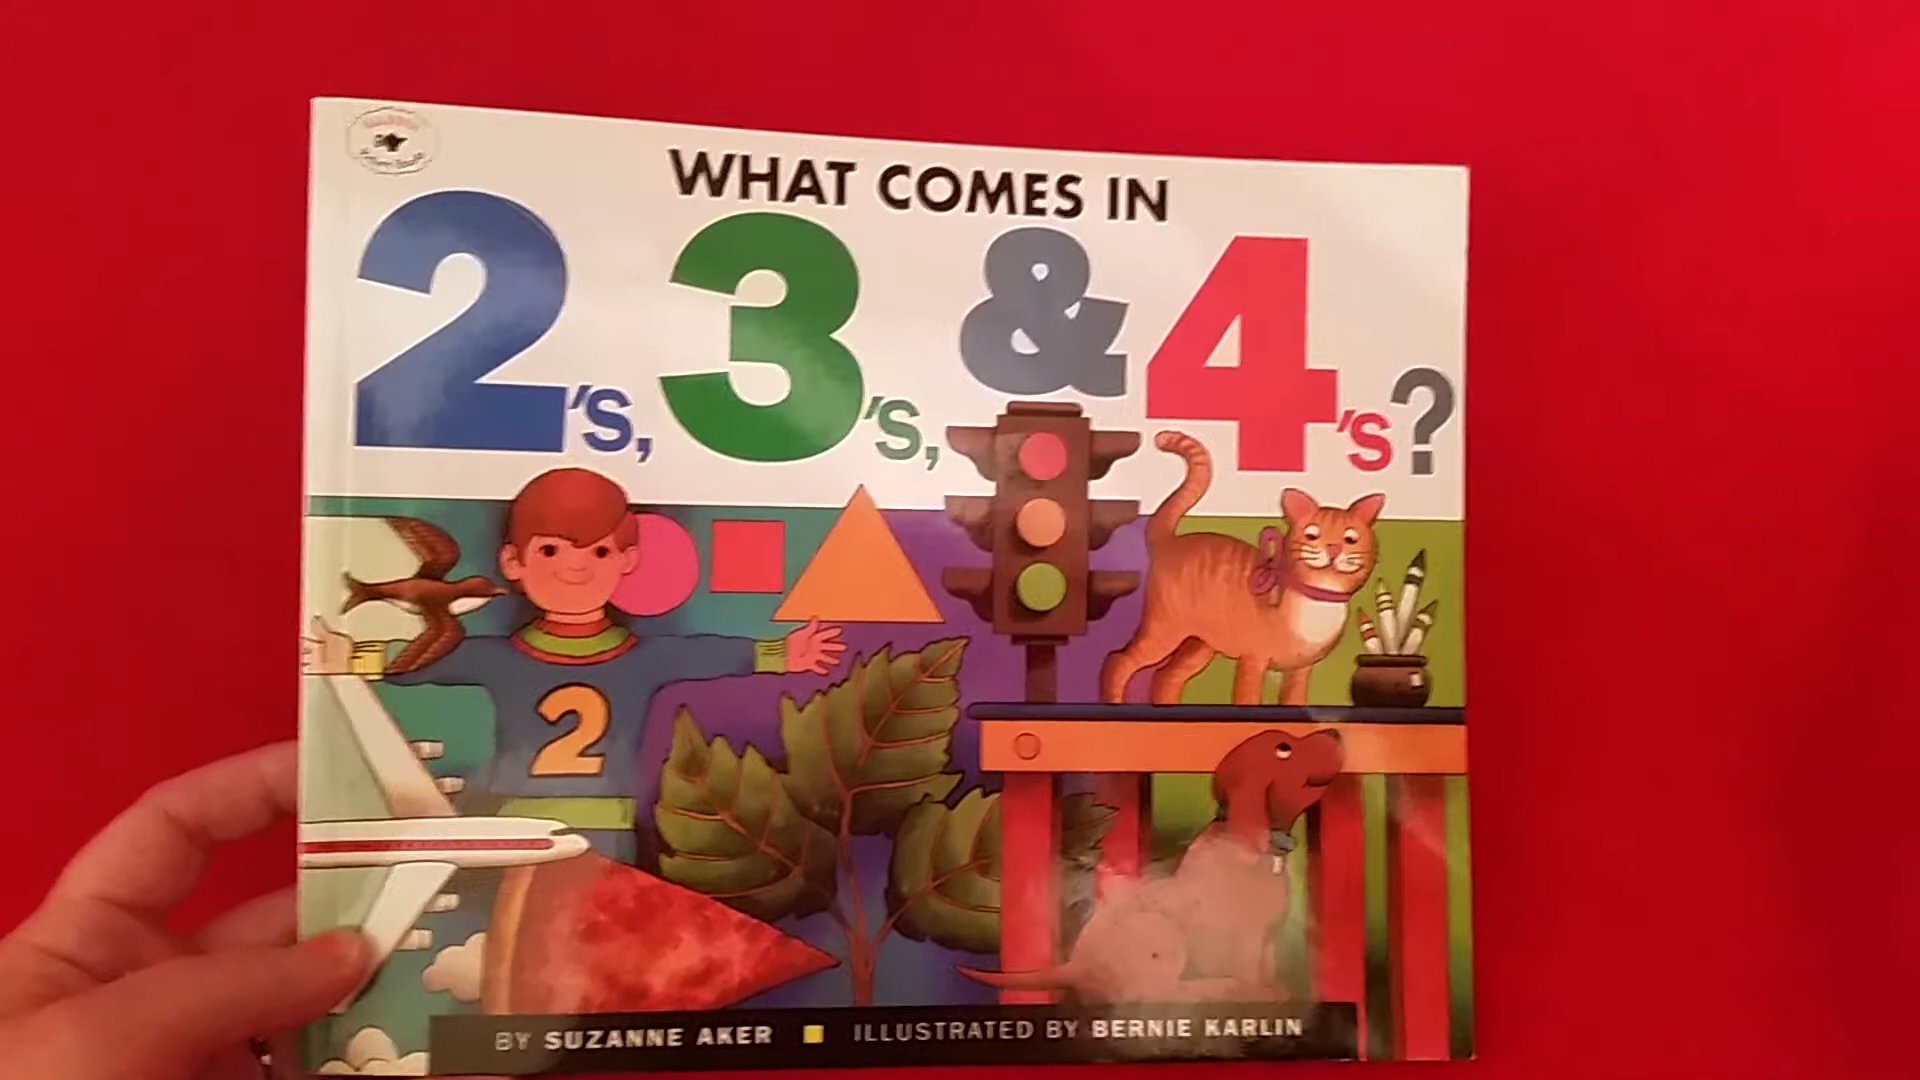 WHAT COMES IN
2's, 3's, & 4's?
2
BY SUZANNE AKER ILLUSTRATED BY BERNIE KARLIN